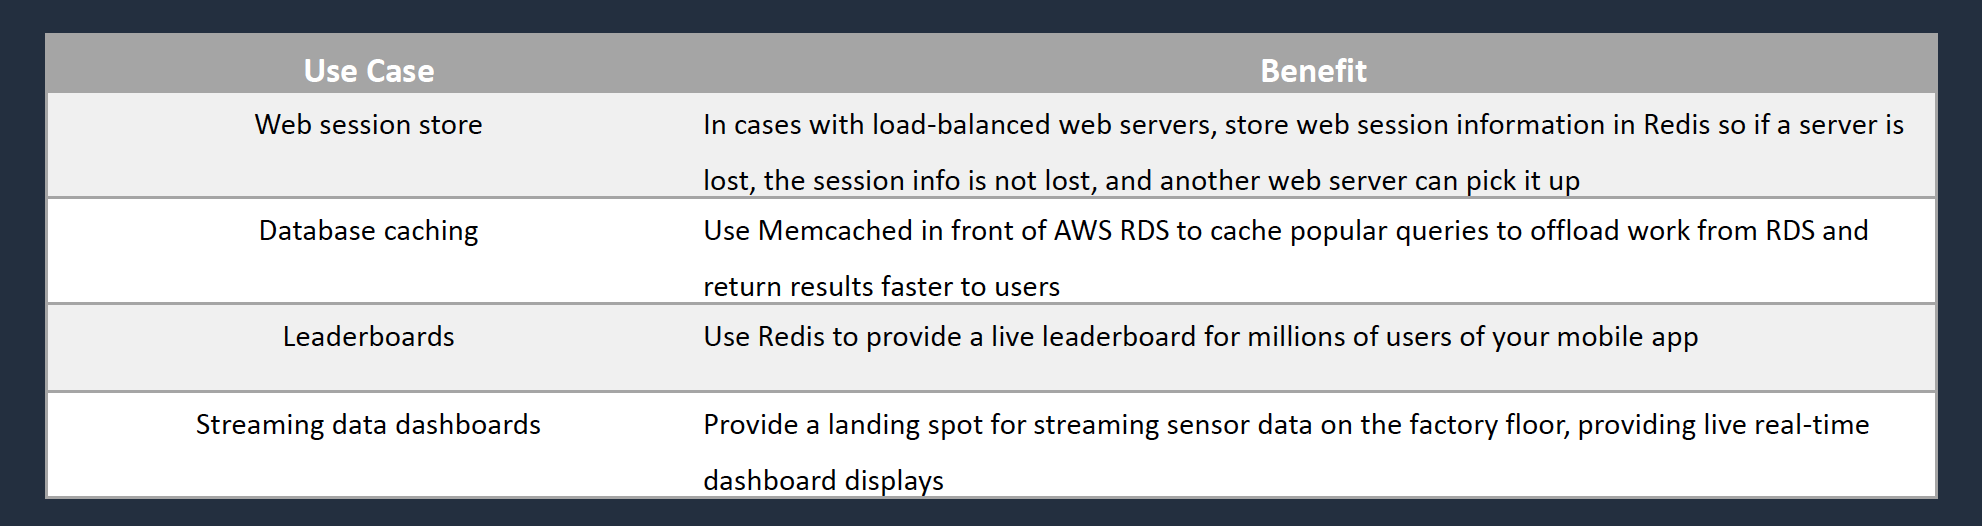 Use Case
Benefit
Web session store
In cases with load-balanced web servers, store web session information in Redis so if a server is
lost, the session info is not lost, and another web server can pick it up
Database caching
Use Memcached in front of AWS RDS to cache popular queries to offload work from RDS and
return results faster to users
Leaderboards
Use Redis to provide a live leaderboard for millions of users of your mobile app
Streaming data dashboards
Provide a landing spot for streaming sensor data on the factory floor, providing live real-time
dashboard displays